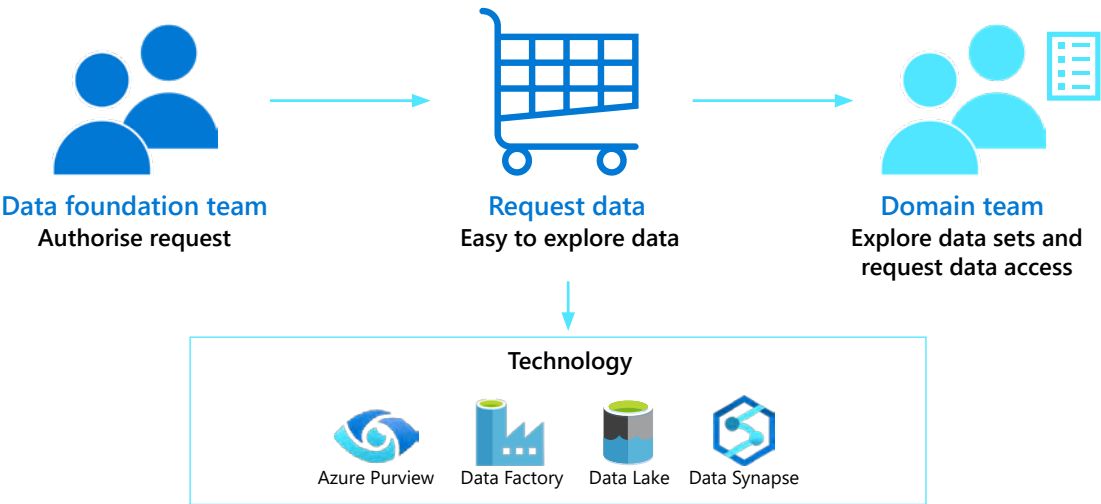 Data foundation team
Authorise request
Request data
Easy to explore data
Domain team
Explore data sets and
request data access
Technology
Azure Purview
Data Factory
Data Lake
Data Synapse